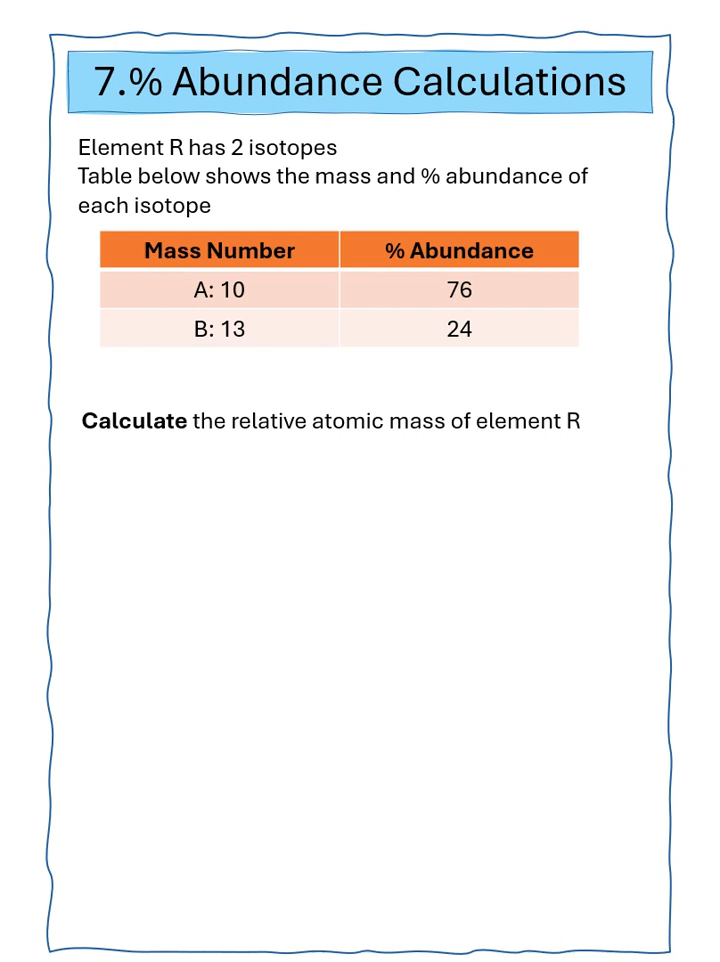 7.% Abundance Calculations
Element R has 2 isotopes
Table below shows the mass and % abundance of
each isotope
Mass Number % Abundance
A: 10 76
B: 13 24
Calculate the relative atomic mass of element R